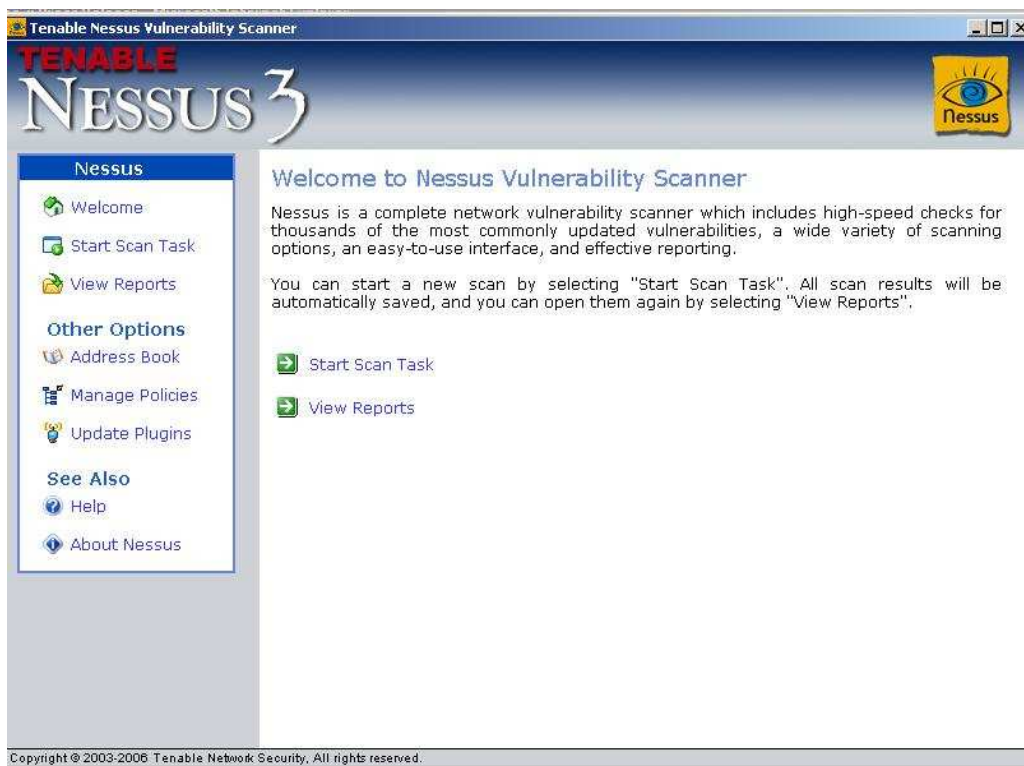 Tenable Nessus Vulnerability Scanner
TENABLE
NESSUS 3
Nessus
Nessus
Welcome
Start Scan Task
View Reports
Other Options
Address Book
Manage Policies
Update Plugins
See Also
Help
About Nessus
Welcome to Nessus Vulnerability Scanner
Nessus is a complete network vulnerability scanner which includes high-speed checks for
thousands of the most commonly updated vulnerabilities, a wide variety of scanning
options, an easy-to-use interface, and effective reporting.
You can start a new scan by selecting "Start Scan Task". All scan results will be
automatically saved, and you can open them again by selecting "View Reports".
Start Scan Task
View Reports
Copyright © 2003-2006 Tenable Network Security, All rights reserved.